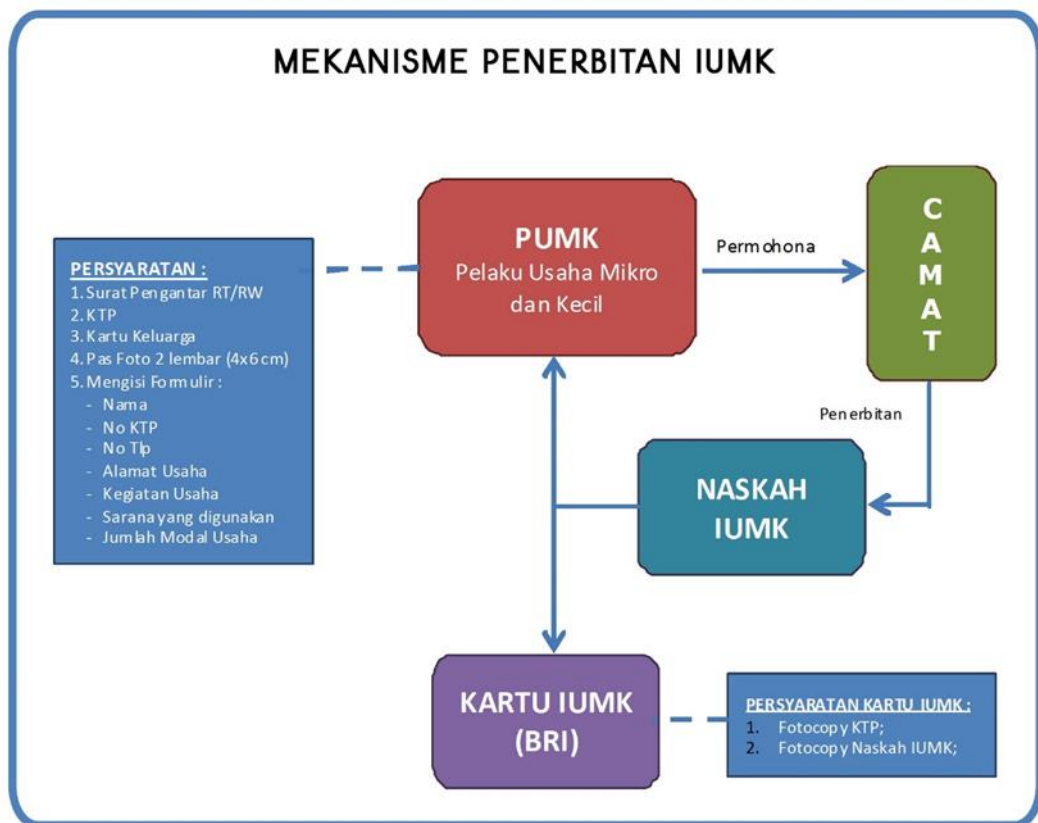 MEKANISME PENERBITAN IUMK
PUMK
Pelaku Usaha Mikro
dan Kecil
Permohona
C
A
M
A
T
PERSYARATAN :
1. Surat Pengantar RT/RW
2. KTP
3. Kartu Keluarga
4. Pas Foto 2 lembar (4x6 cm)
5. Mengisi Formulir :
- Nama
- No KTP
- No Tlp
- Alamat Usaha
- Kegiatan Usaha
- Sarana yang digunakan
- Jumlah Modal Usaha
Penerbitan
NASKAH
IUMK
KARTU IUMK
(BRI)
PERSYARATAN KARTU IUMK :
1. Fotocopy KTP;
2. Fotocopy Naskah IUMK;